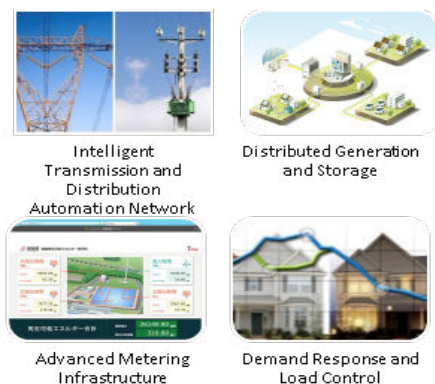 Intelligent
Transmission and
Distribution
Automation Network
Distributed Generation
and Storage
Advanced Metering
Infrastructure
Demand Response and
Load Control